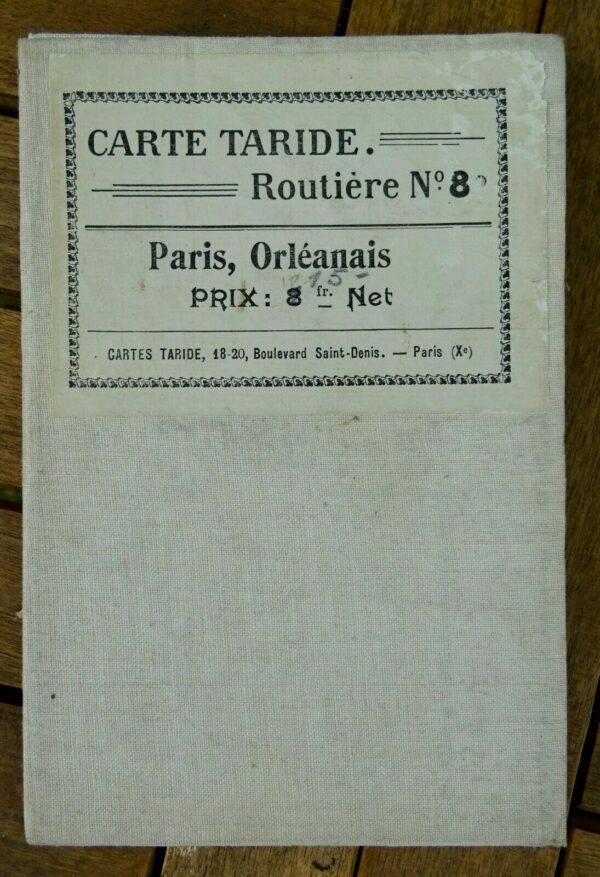 CARTE TARIDE.
Routière Nº 8
Paris, Orléanais
PRIX: 8 fr. Net
CARTES TARIDE, 18-20, Boulevard Saint-Denis. — Paris (Xe)